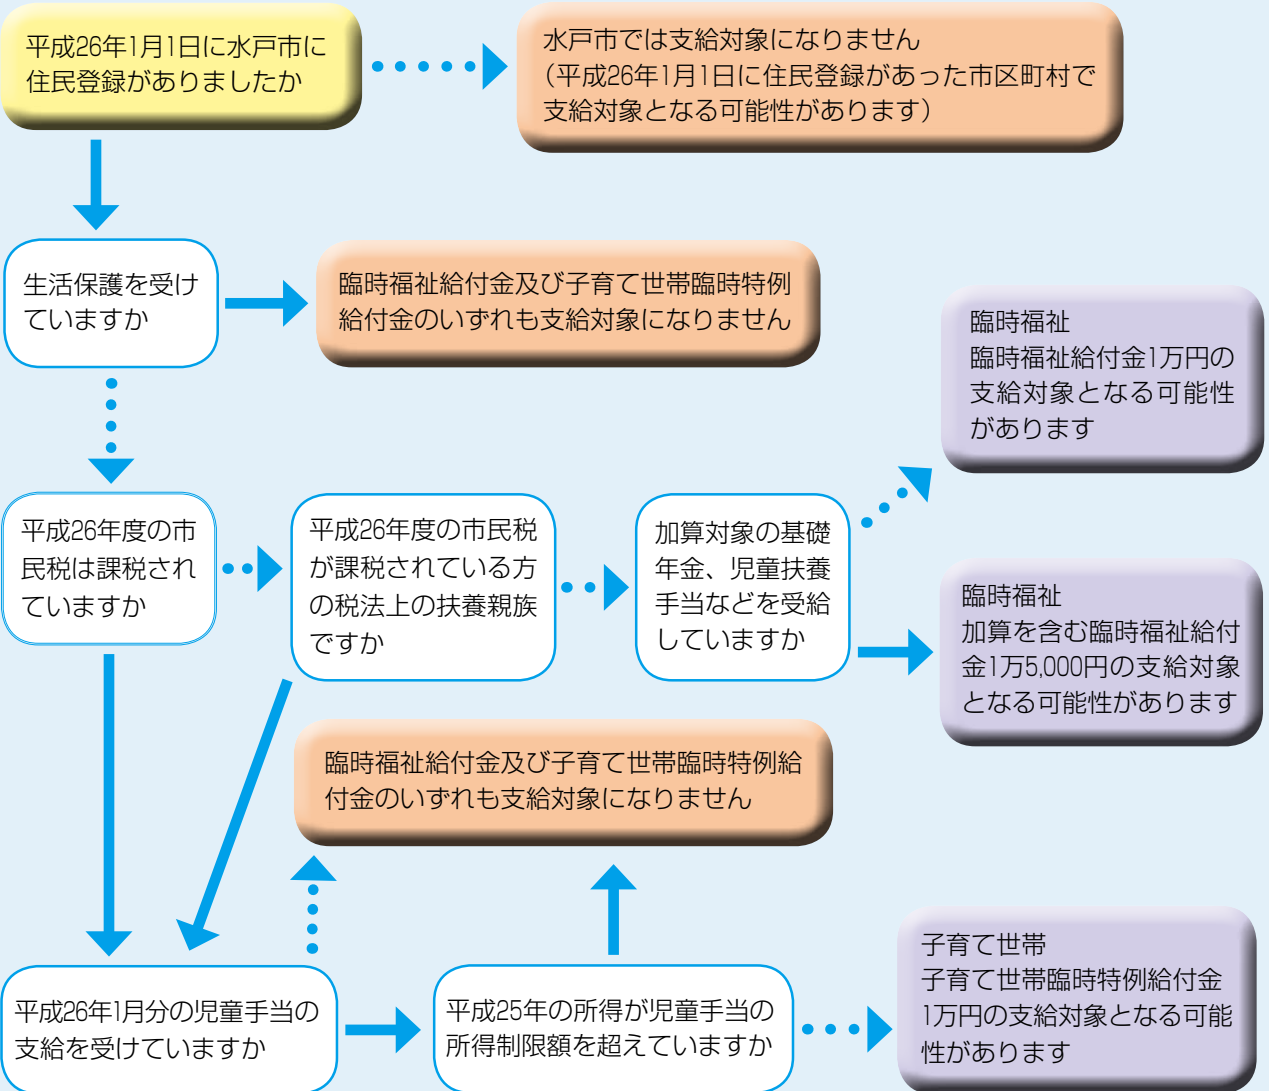 平成26年1月1日に水戸市に
住民登録がありましたか
水戸市では支給対象になりません
（平成26年1月1日に住民登録があった市区町村で
支給対象となる可能性があります）
生活保護を受け
ていますか
臨時福祉給付金及び子育て世帯臨時特例
給付金のいずれも支給対象になりません
臨時福祉
臨時福祉給付金1万円の
支給対象となる可能性
があります
平成26年度の市
民税は課税され
ていますか
平成26年度の市民税
が課税されている方
の税法上の扶養親族
ですか
加算対象の基礎
年金、児童扶養
手当などを受給
していますか
臨時福祉
加算を含む臨時福祉給付
金1万5,000円の支給対象
となる可能性があります
臨時福祉給付金及び子育て世帯臨時特例給
付金のいずれも支給対象になりません
平成26年1月分の児童手当の
支給を受けていますか
平成25年の所得が児童手当の
所得制限額を超えていますか
子育て世帯
子育て世帯臨時特例給付金
1万円の支給対象となる可能
性があります